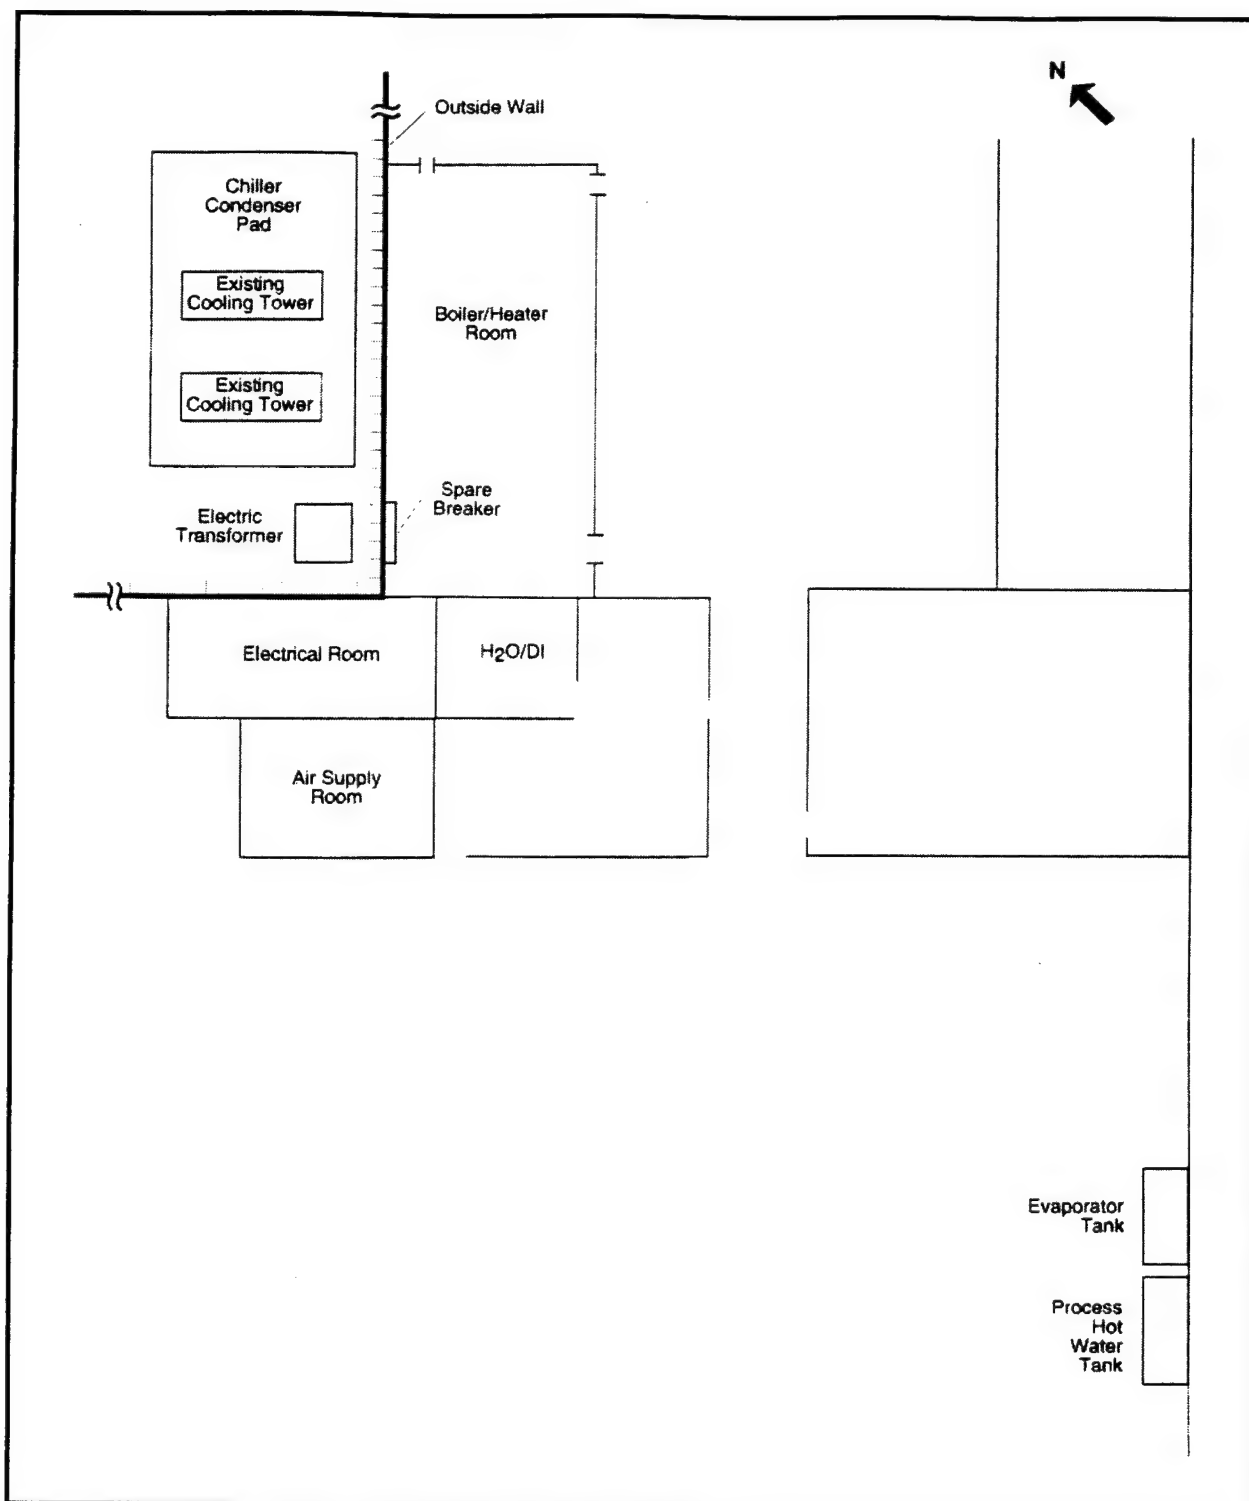 N
Outside Wall
Chiller
Condenser
Pad
Existing
Cooling Tower
Boiler/Heater
Room
Existing
Cooling Tower
Spare
Breaker
Electric
Transformer
Electrical Room
H₂O/DI
Air Supply
Room
Evaporator
Tank
Process
Hot
Water
Tank